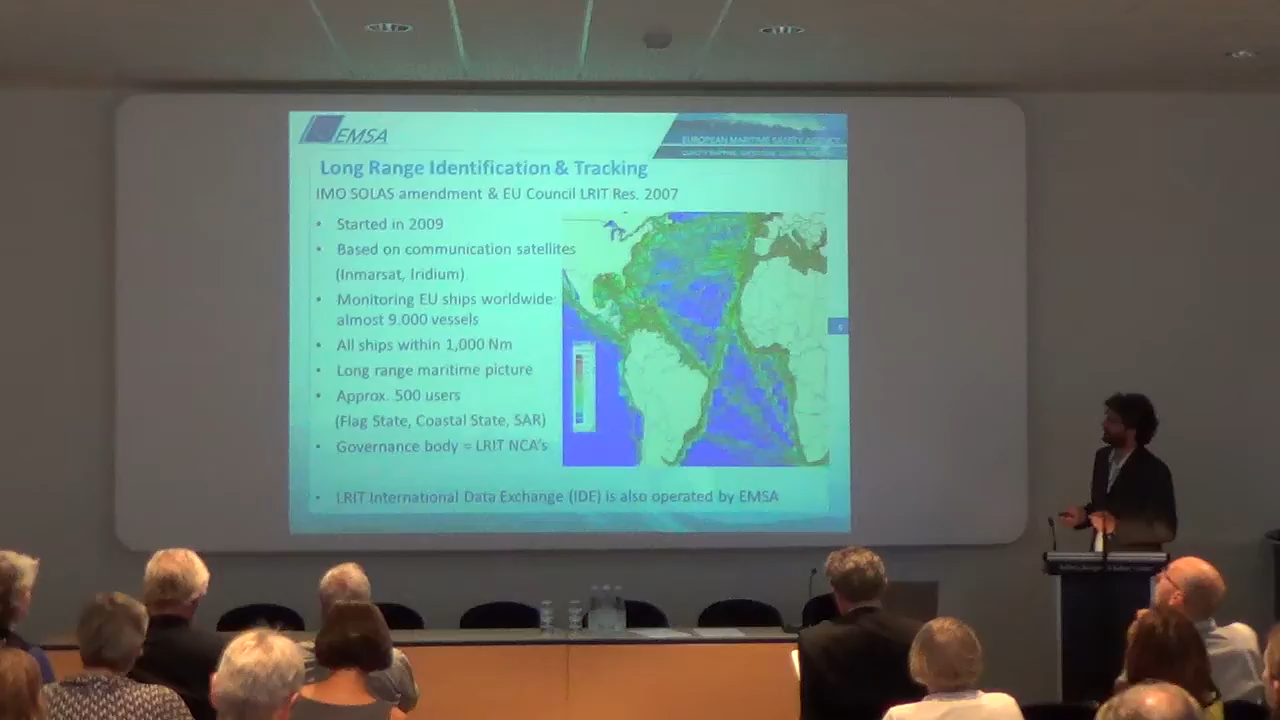 EMSA
EUROPEAN MARITIME SAFETY AGENCY
Long Range Identification & Tracking
IMO SOLAS amendment & EU Council LRIT Res. 2007
• Started in 2009
• Based on communication satellites
(Inmarsat, Iridium)
• Monitoring EU ships worldwide
almost 9.000 vessels
• All ships within 1,000 Nm
• Long range maritime picture
• Approx. 500 users
(Flag State, Coastal State, SAR)
• Governance body = LRIT NCA's
• LRIT International Data Exchange (IDE) is also operated by EMSA